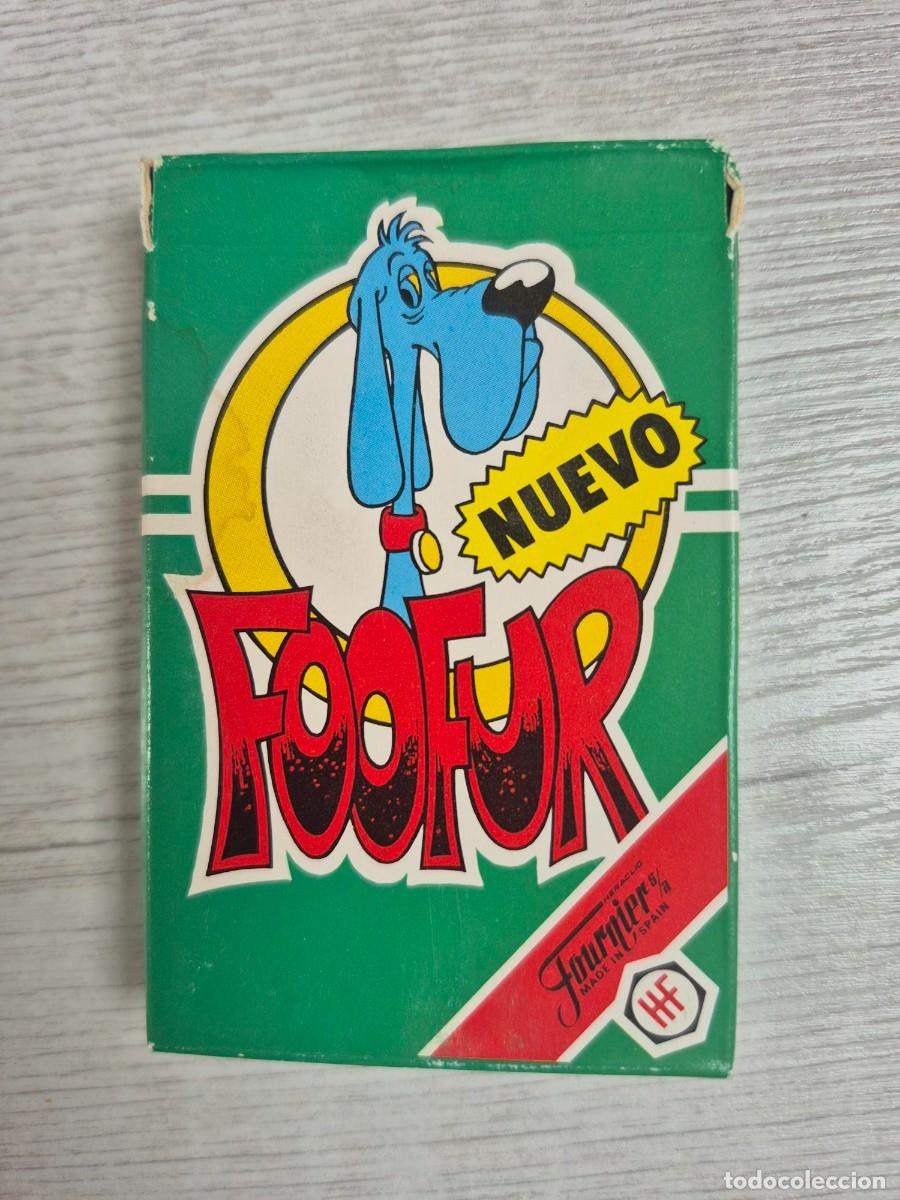 NUEVO
FOOFUR
HERACLIO
Fournier s/a
MADE IN SPAIN
HF
todocoleccion